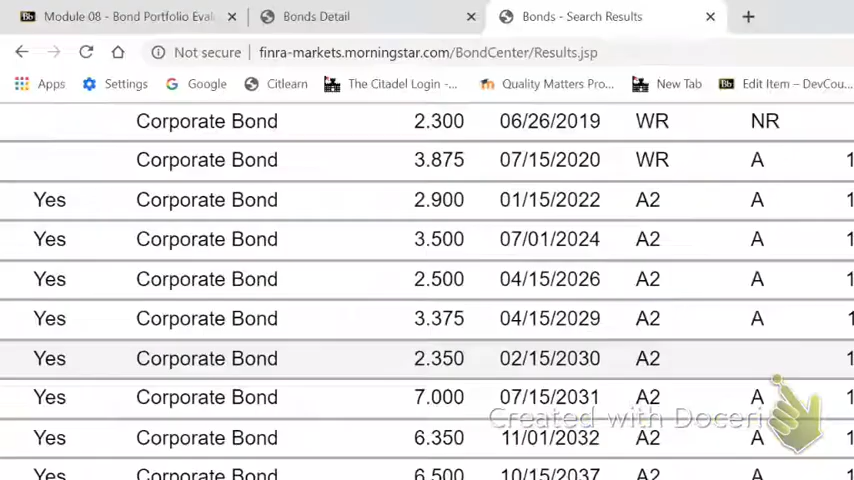 Module 08 - Bond Portfolio Eval
Bonds Detail
Bonds - Search Results
Not secure
finra-markets.morningstar.com/BondCenter/Results.jsp
Apps
Settings
Google
Citlearn
The Citadel Login -...
Quality Matters Pro...
New Tab
Edit Item – DevCou...
Corporate Bond 2.300 06/26/2019 WR NR
Corporate Bond 3.875 07/15/2020 WR A 1
Yes Corporate Bond 2.900 01/15/2022 A2 A 1
Yes Corporate Bond 3.500 07/01/2024 A2 A 1
Yes Corporate Bond 2.500 04/15/2026 A2 A 1
Yes Corporate Bond 3.375 04/15/2029 A2 A 1
Yes Corporate Bond 2.350 02/15/2030 A2 1
Yes Corporate Bond 7.000 07/15/2031 A2 A 1
Created with Doceri
Yes Corporate Bond 6.350 11/01/2032 A2 A 1
Yes Corporate Bond 6.500 10/15/2037 A2 A 1